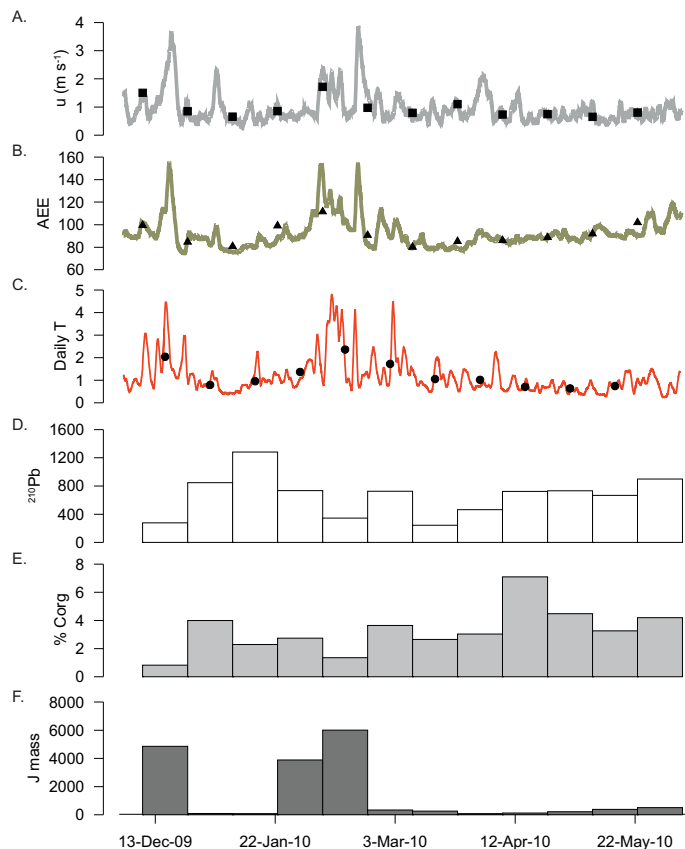 A.
u (m s⁻¹)
4
3
2
1
0
B.
AEE
160
140
120
100
80
60
C.
Daily T
5
4
3
2
1
0
D.
²¹⁰Pb
1600
1200
800
400
0
E.
% Corg
8
6
4
2
0
F.
J mass
8000
6000
4000
2000
0
13-Dec-09 22-Jan-10 3-Mar-10 12-Apr-10 22-May-10